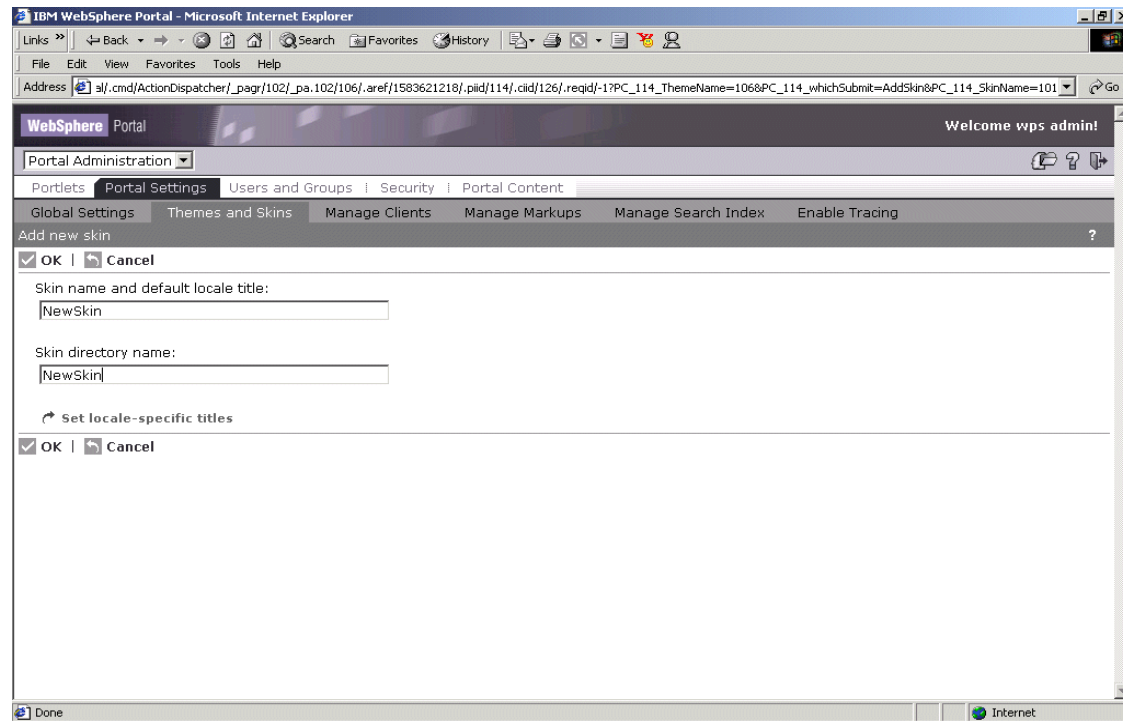 IBM WebSphere Portal - Microsoft Internet Explorer
Links » Back Search Favorites History
File Edit View Favorites Tools Help
Address al/.cmd/ActionDispatcher/_pagr/102/_pa.102/106/.aref/1583621218/.piid/114/.ciid/126/.reqid/-1?PC_114_ThemeName=106&PC_114_whichSubmit=AddSkin&PC_114_SkinName=101 Go
WebSphere Portal Welcome wps admin!
Portal Administration ?
Portlets Portal Settings Users and Groups | Security | Portal Content
Global Settings Themes and Skins Manage Clients Manage Markups Manage Search Index Enable Tracing
Add new skin ?
OK | Cancel
Skin name and default locale title:
NewSkin
Skin directory name:
NewSkin
Set locale-specific titles
OK | Cancel
Done Internet